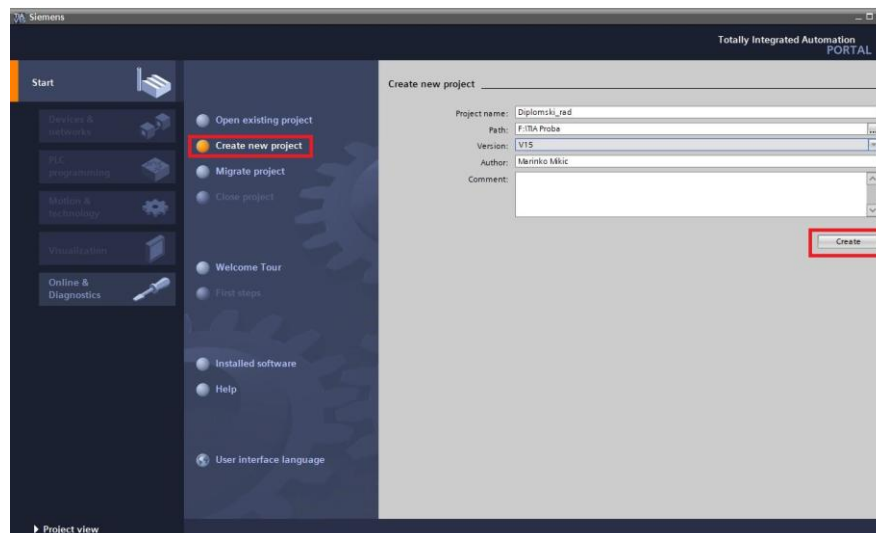 Siemens
Totally Integrated Automation
PORTAL
Start
Devices &
networks
PLC
programming
Motion &
technology
Visualization
Online &
Diagnostics
Open existing project
Create new project
Migrate project
Close project
Welcome Tour
First steps
Installed software
Help
User interface language
Create new project
Project name: Diplomski_rad
Path: F:\TIA Proba
...
Version: V15
Author: Marinko Mikic
Comment:
Create
Project view